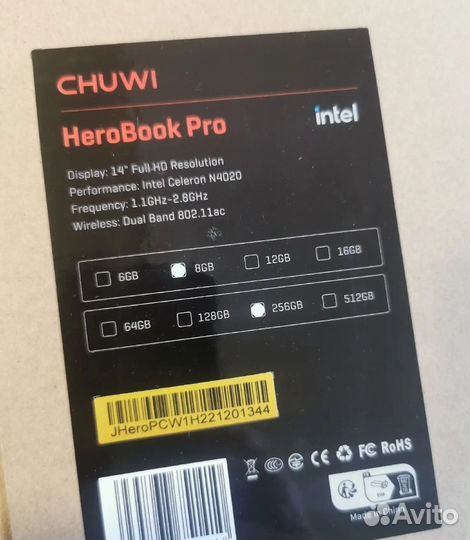 CHUWI
HeroBook Pro
intel
Display: 14" Full HD Resolution
Performance: Intel Celeron N4020
Frequency: 1.1GHz-2.8GHz
Wireless: Dual Band 802.11ac
6GB 8GB 12GB 16GB
64GB 128GB 256GB 512GB
JHeroPCW1H221201344
CE FC RoHS
Made in China
Avito